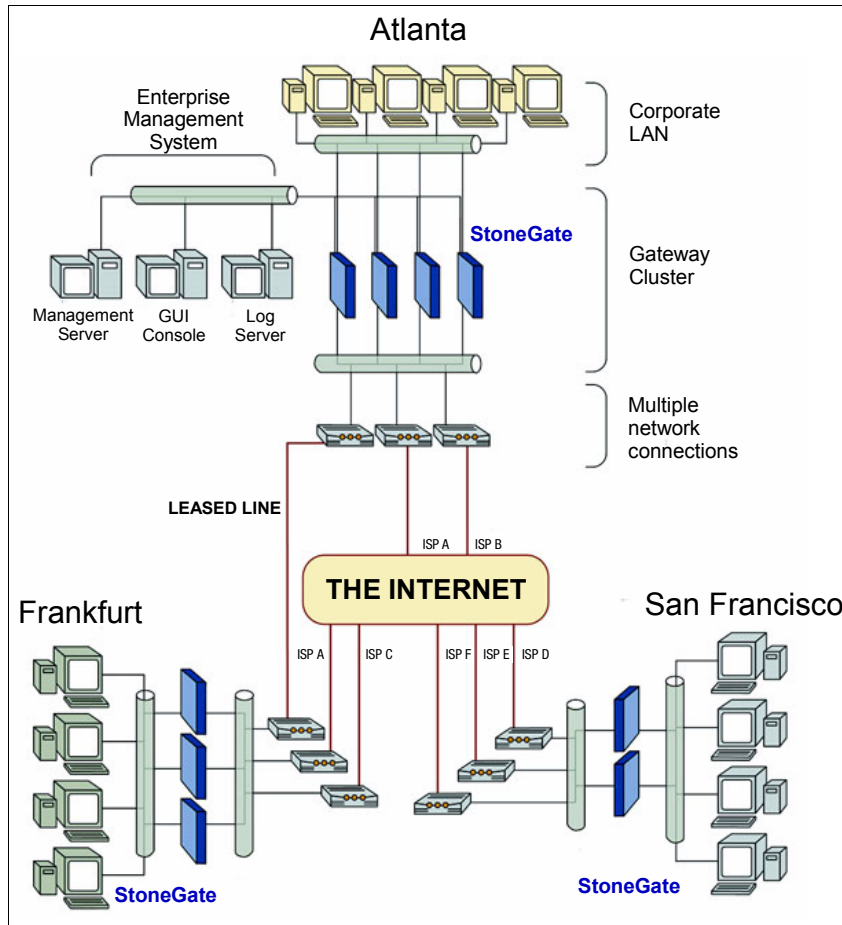 Atlanta
Enterprise
Management
System
Corporate
LAN
StoneGate
Gateway
Cluster
Management
Server
GUI
Console
Log
Server
Multiple
network
connections
LEASED LINE
ISP A
ISP B
THE INTERNET
Frankfurt
San Francisco
ISP A
ISP C
ISP F
ISP E
ISP D
StoneGate
StoneGate